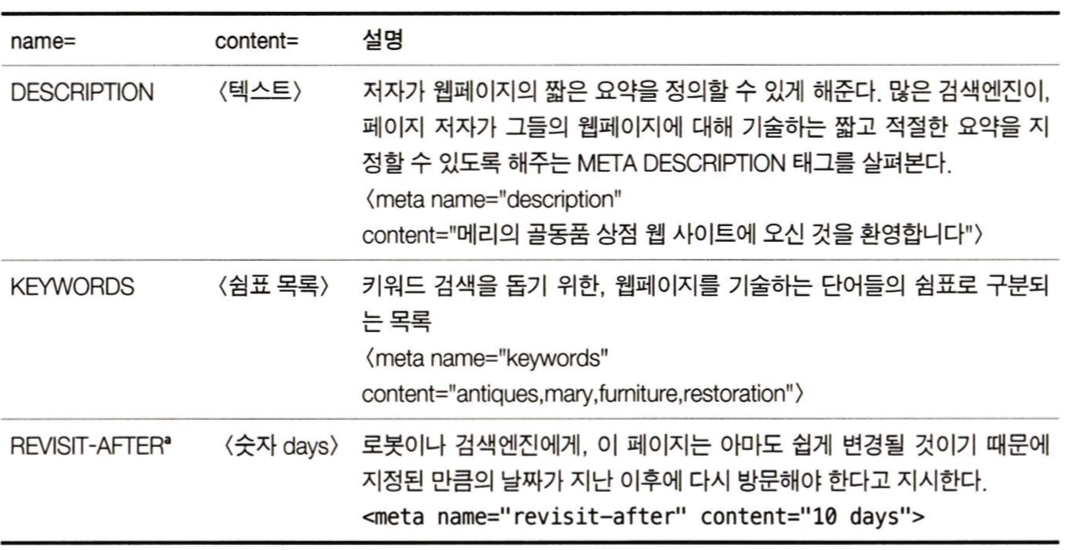 name= content= 설명
DESCRIPTION 〈텍스트〉 저자가 웹페이지의 짧은 요약을 정의할 수 있게 해준다. 많은 검색엔진이,
페이지 저자가 그들의 웹페이지에 대해 기술하는 짧고 적절한 요약을 지
정할 수 있도록 해주는 META DESCRIPTION 태그를 살펴본다.
〈meta name="description"
content="메리의 골동품 상점 웹 사이트에 오신 것을 환영합니다"〉
KEYWORDS 〈쉼표 목록〉 키워드 검색을 돕기 위한, 웹페이지를 기술하는 단어들의 쉼표로 구분되
는 목록
〈meta name="keywords"
content="antiques,mary,furniture,restoration"〉
REVISIT-AFTERª 〈숫자 days〉 로봇이나 검색엔진에게, 이 페이지는 아마도 쉽게 변경될 것이기 때문에
지정된 만큼의 날짜가 지난 이후에 다시 방문해야 한다고 지시한다.
<meta name="revisit-after" content="10 days">